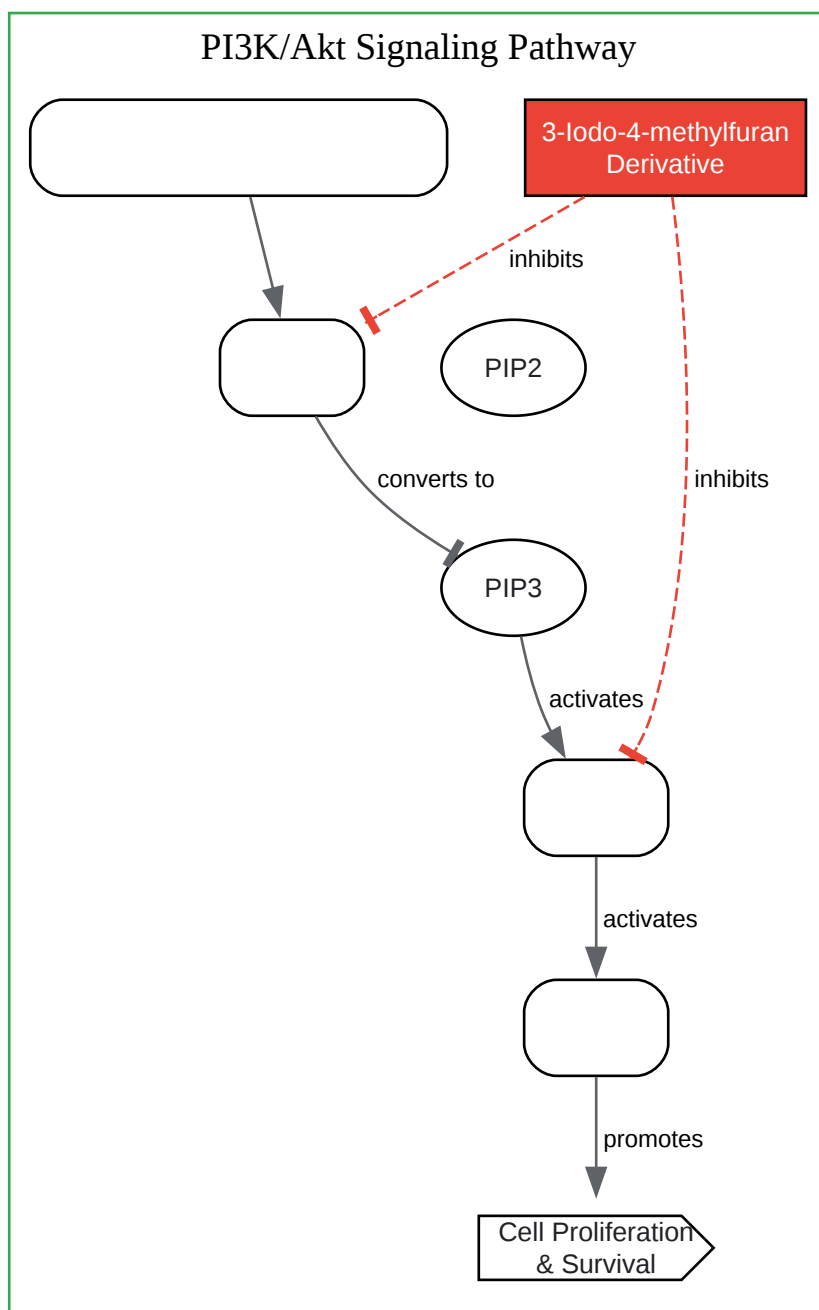 PI3K/Akt Signaling Pathway
3-Iodo-4-methylfuran
Derivative
inhibits
PIP2
converts to
inhibits
PIP3
activates
activates
promotes
Cell Proliferation
& Survival